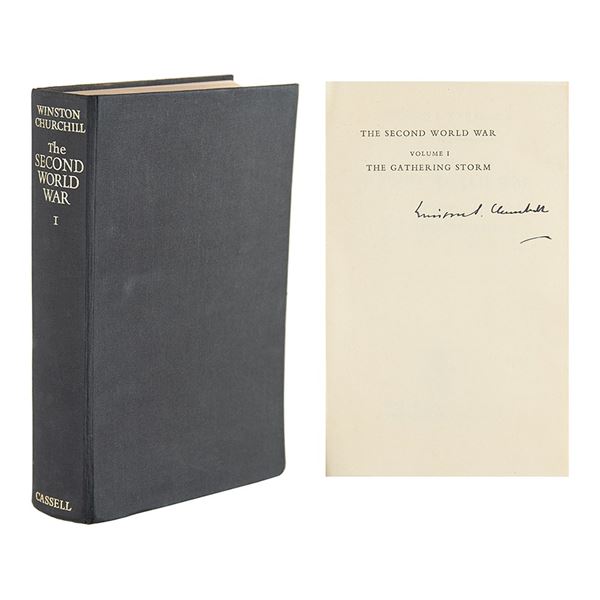 WINSTON
CHURCHILL
The
SECOND
WORLD
WAR
I
CASSELL
THE SECOND WORLD WAR
VOLUME I
THE GATHERING STORM
Winston S. Churchill